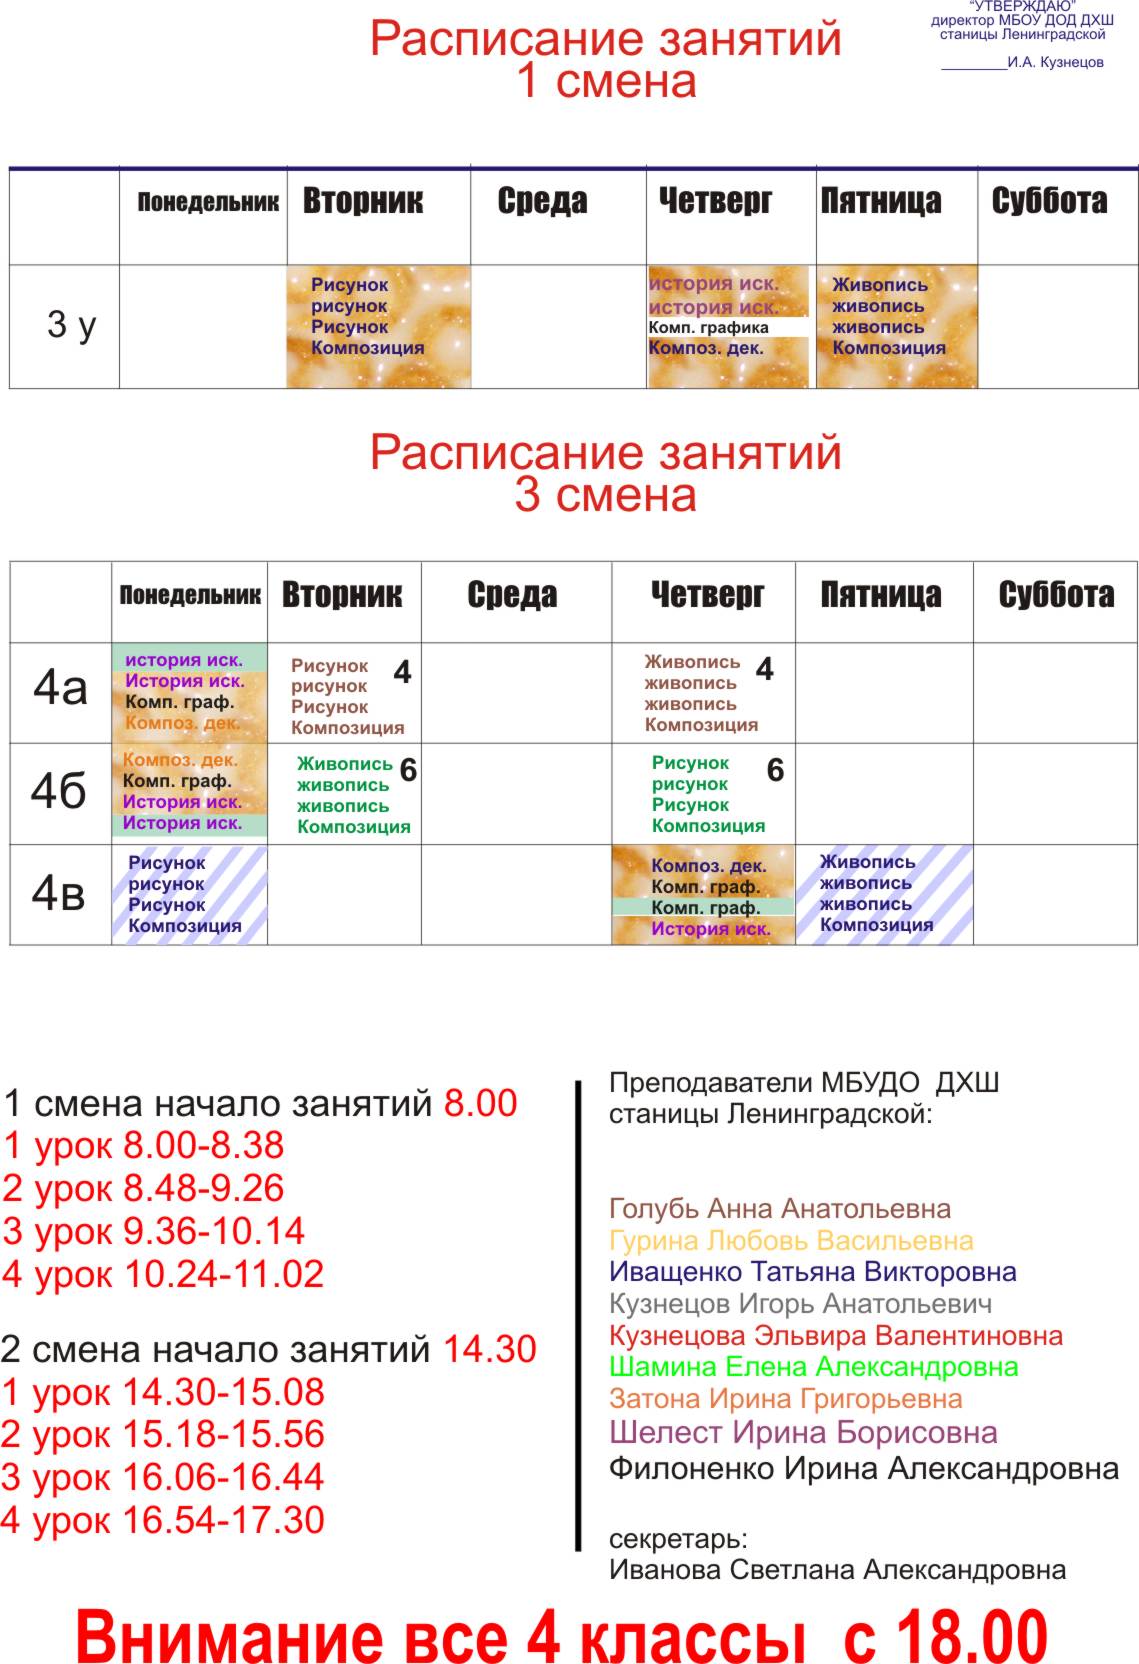 “УТВЕРЖДАЮ”
директор МБОУ ДОД ДХШ
станицы Ленинградской
________И.А. Кузнецов
Расписание занятий
1 смена
Понедельник Вторник Среда Четверг Пятница Суббота
3 у
Рисунок
рисунок
Рисунок
Композиция
история иск.
история иск.
Комп. графика
Композ. дек.
Живопись
живопись
живопись
Композиция
Расписание занятий
3 смена
Понедельник Вторник Среда Четверг Пятница Суббота
4а
история иск.
История иск.
Комп. граф.
Композ. дек.
Рисунок
рисунок
Рисунок
Композиция
4
Живопись
живопись
живопись
Композиция
4
4б
Композ. дек.
Комп. граф.
История иск.
История иск.
Живопись
живопись
живопись
Композиция
6
Рисунок
рисунок
Рисунок
Композиция
6
4в
Рисунок
рисунок
Рисунок
Композиция
Композ. дек.
Комп. граф.
Комп. граф.
История иск.
Живопись
живопись
живопись
Композиция
1 смена начало занятий 8.00
1 урок 8.00-8.38
2 урок 8.48-9.26
3 урок 9.36-10.14
4 урок 10.24-11.02
2 смена начало занятий 14.30
1 урок 14.30-15.08
2 урок 15.18-15.56
3 урок 16.06-16.44
4 урок 16.54-17.30
Преподаватели МБУДО ДХШ
станицы Ленинградской:
Голубь Анна Анатольевна
Гурина Любовь Васильевна
Иващенко Татьяна Викторовна
Кузнецов Игорь Анатольевич
Кузнецова Эльвира Валентиновна
Шамина Елена Александровна
Затона Ирина Григорьевна
Шелест Ирина Борисовна
Филоненко Ирина Александровна
секретарь:
Иванова Светлана Александровна
Внимание все 4 классы с 18.00